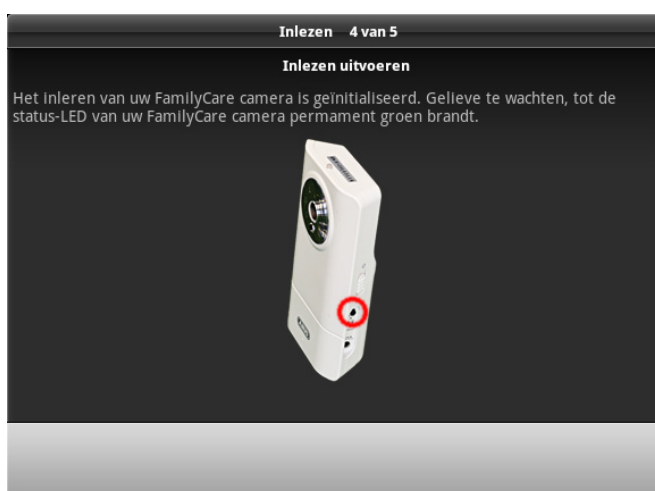 Inlezen 4 van 5
Inlezen uitvoeren
Het inleren van uw FamilyCare camera is geïnitialiseerd. Gelieve te wachten, tot de
status-LED van uw FamilyCare camera permament groen brandt.